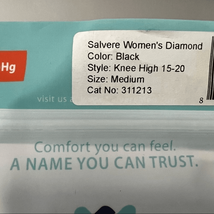 Salvere Women's Diamond
Color: Black
Style: Knee High 15-20
Size: Medium
Cat No: 311213
Hg
visit us a
8
Comfort you can feel.
A NAME YOU CAN TRUST.